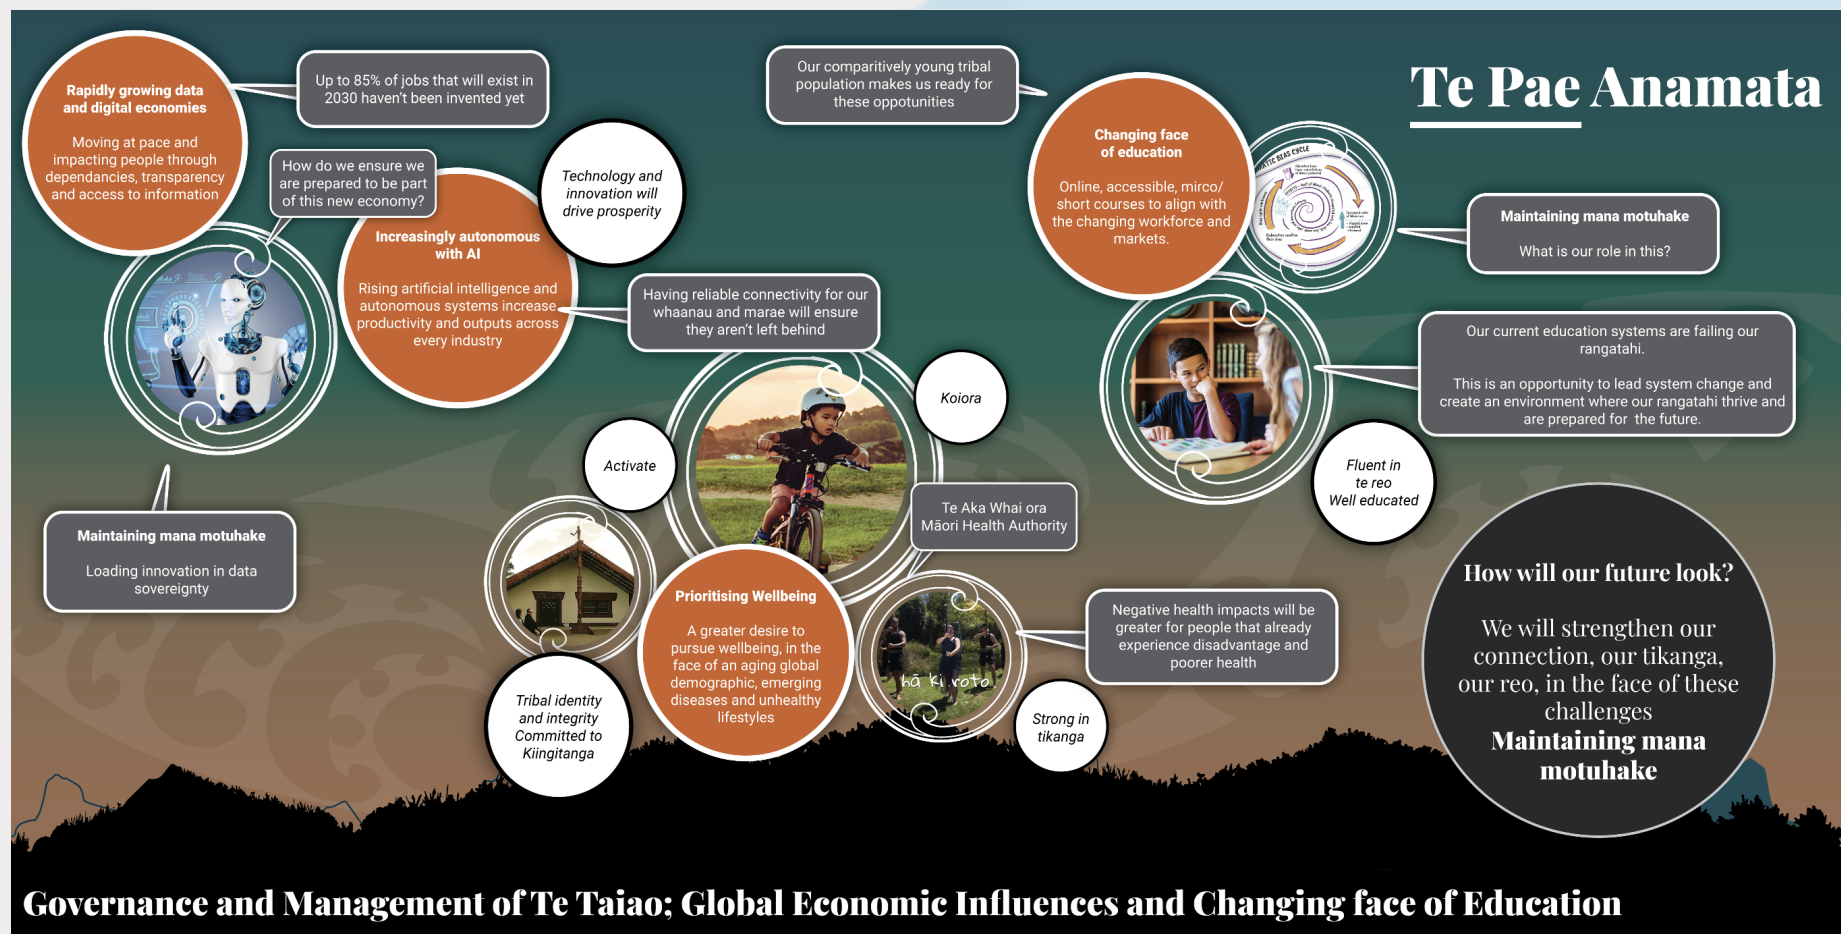 Te Pae Anamata
Rapidly growing data
and digital economies
Moving at pace and
impacting people through
dependancies, transparency
and access to information
Up to 85% of jobs that will exist in
2030 haven't been invented yet
How do we ensure we
are prepared to be part
of this new economy?
Increasingly autonomous
with AI
Rising artificial intelligence and
autonomous systems increase
productivity and outputs across
every industry
Technology and
innovation will
drive prosperity
Having reliable connectivity for our
whaanau and marae will ensure
they aren't left behind
Maintaining mana motuhake
Loading innovation in data
sovereignty
Our comparitively young tribal
population makes us ready for
these oppotunities
Changing face
of education
Online, accessible, mirco/
short courses to align with
the changing workforce and
markets.
BIAS CYCLE
Maintaining mana motuhake
What is our role in this?
Our current education systems are failing our
rangatahi.
This is an opportunity to lead system change and
create an environment where our rangatahi thrive and
are prepared for the future.
Fluent in
te reo
Well educated
Koiora
Activate
Te Aka Whai ora
Māori Health Authority
Prioritising Wellbeing
A greater desire to
pursue wellbeing, in the
face of an aging global
demographic, emerging
diseases and unhealthy
lifestyles
Tribal identity
and integrity
Committed to
Kiingitanga
hā ki roto
Negative health impacts will be
greater for people that already
experience disadvantage and
poorer health
Strong in
tikanga
How will our future look?
We will strengthen our
connection, our tikanga,
our reo, in the face of these
challenges
Maintaining mana
motuhake
Governance and Management of Te Taiao; Global Economic Influences and Changing face of Education